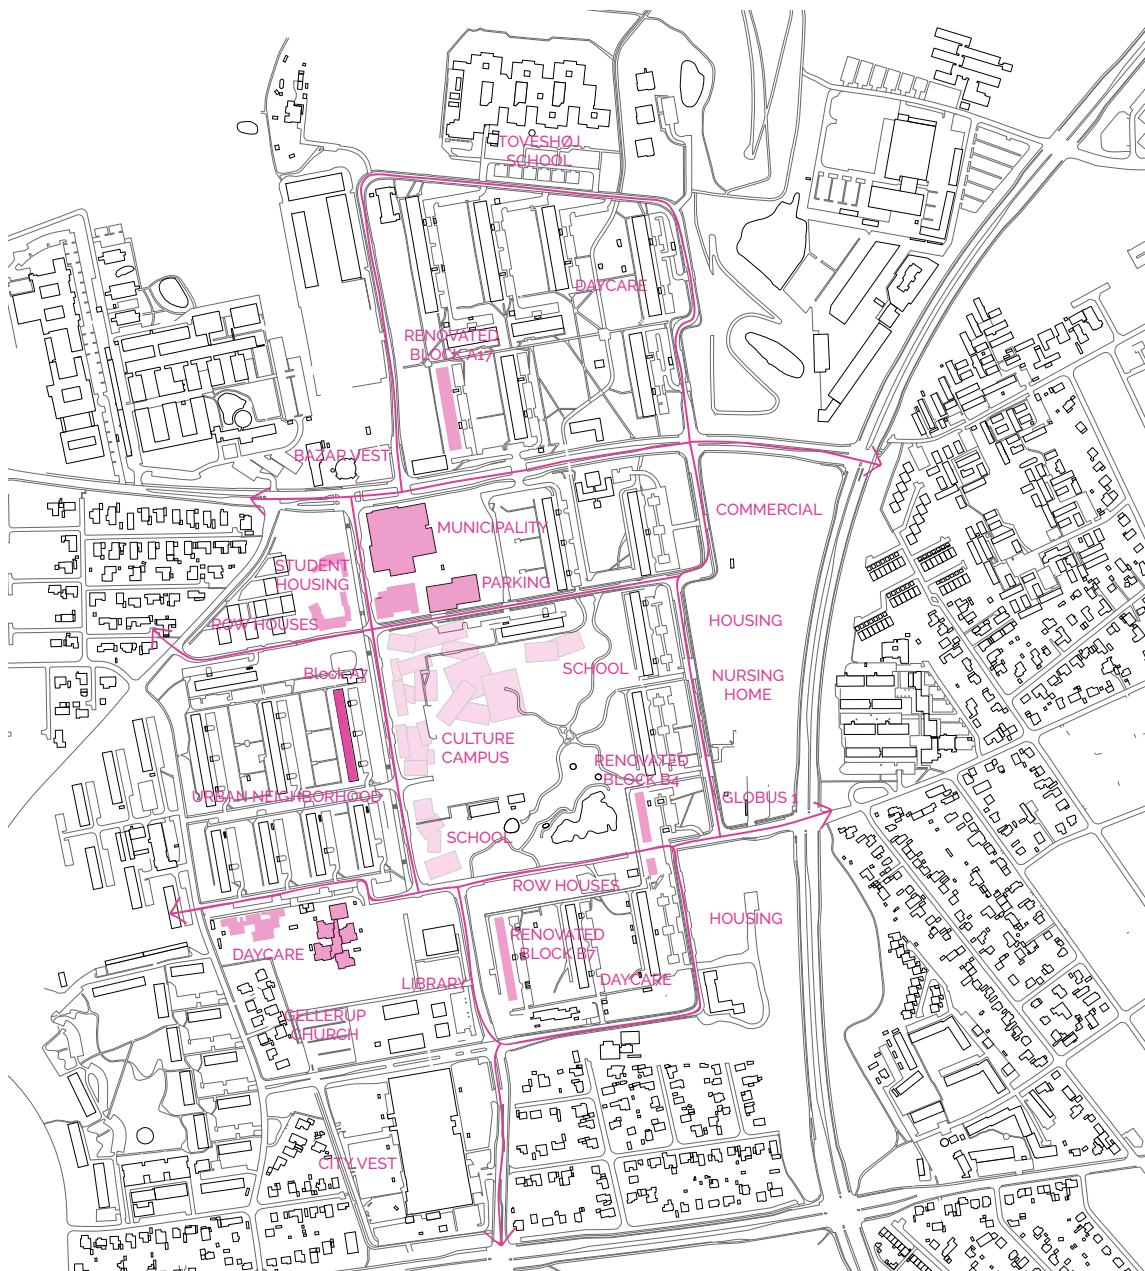 TOVESHØJ
SCHOOL
DAYCARE
RENOVATED
BLOCK A17
BAZAR VEST
COMMERCIAL
MUNICIPALITY
STUDENT
HOUSING
PARKING
ROW HOUSES
HOUSING
SCHOOL
Block A7
NURSING
HOME
CULTURE
CAMPUS
RENOVATED
BLOCK B4
URBAN NEIGHBORHOOD
GLOBUS 1
SCHOOL
ROW HOUSES
HOUSING
RENOVATED
BLOCK B7
DAYCARE
DAYCARE
LIBRARY
GELLERUP
CHURCH
CITY VEST